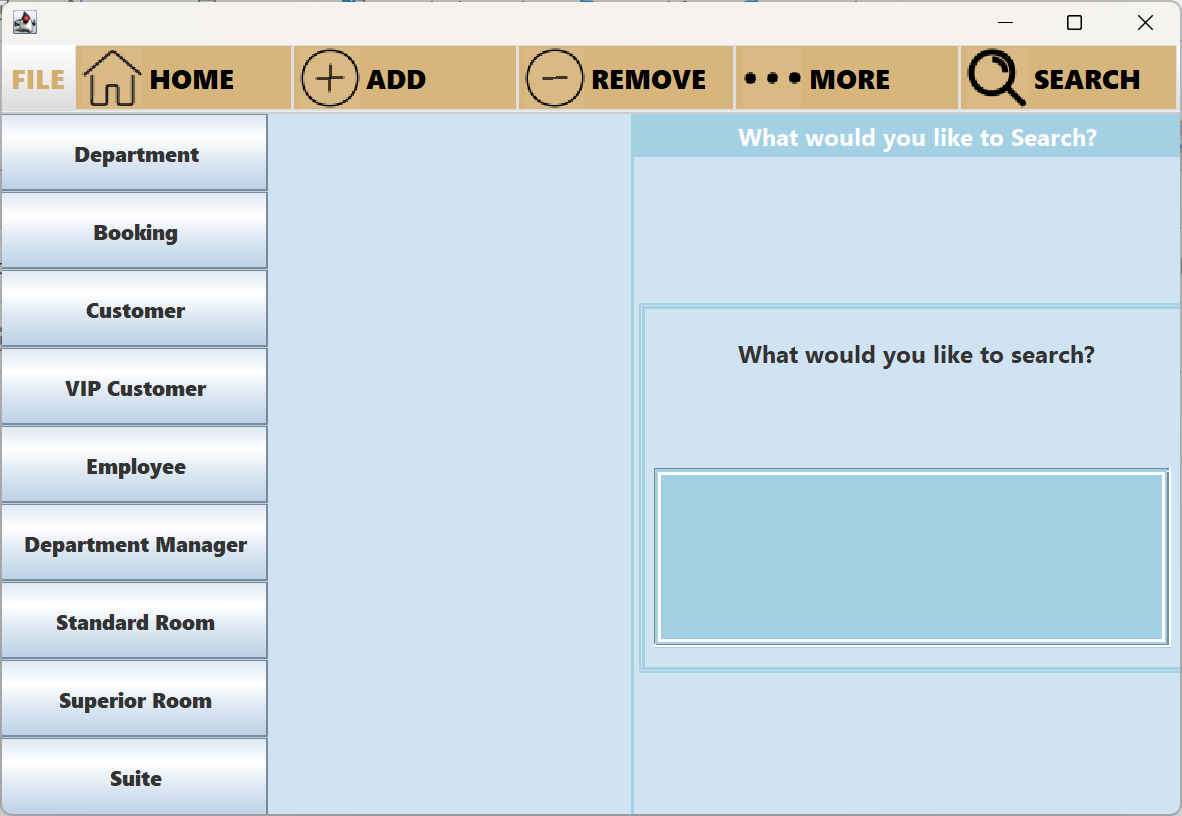 FILE HOME ADD REMOVE MORE SEARCH
Department
Booking
Customer
VIP Customer
Employee
Department Manager
Standard Room
Superior Room
Suite
What would you like to Search?
What would you like to search?